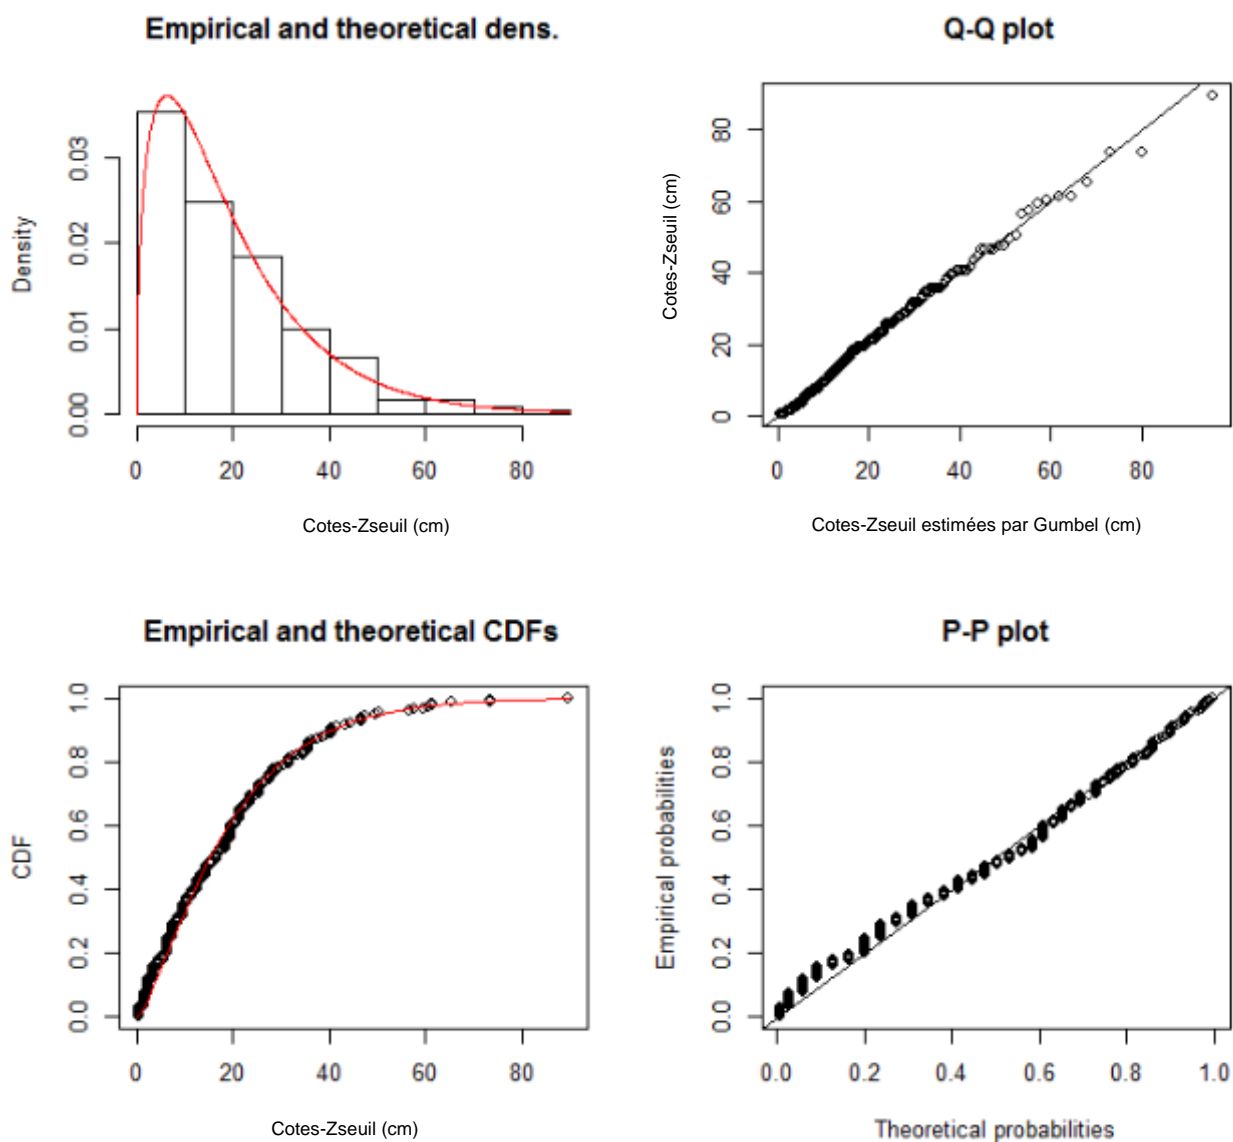 Empirical and theoretical dens.
Density
0.00 0.01 0.02 0.03
0 20 40 60 80
Cotes-Zseuil (cm)
Q-Q plot
Cotes-Zseuil (cm)
0 20 40 60 80
0 20 40 60 80
Cotes-Zseuil estimées par Gumbel (cm)
Empirical and theoretical CDFs
CDF
0.0 0.2 0.4 0.6 0.8 1.0
0 20 40 60 80
Cotes-Zseuil (cm)
P-P plot
Empirical probabilities
0.0 0.2 0.4 0.6 0.8 1.0
0.0 0.2 0.4 0.6 0.8 1.0
Theoretical probabilities